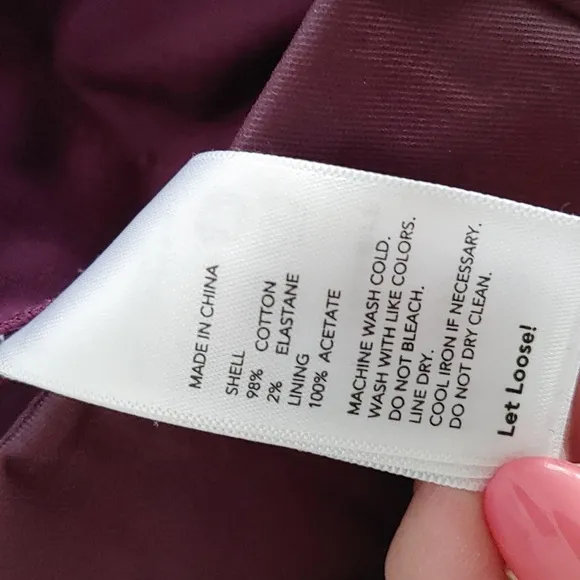 MADE IN CHINA
SHELL
98% COTTON
2% ELASTANE
LINING
100% ACETATE
MACHINE WASH COLD.
WASH WITH LIKE COLORS.
DO NOT BLEACH.
LINE DRY.
COOL IRON IF NECESSARY.
DO NOT DRY CLEAN.
Let Loose!